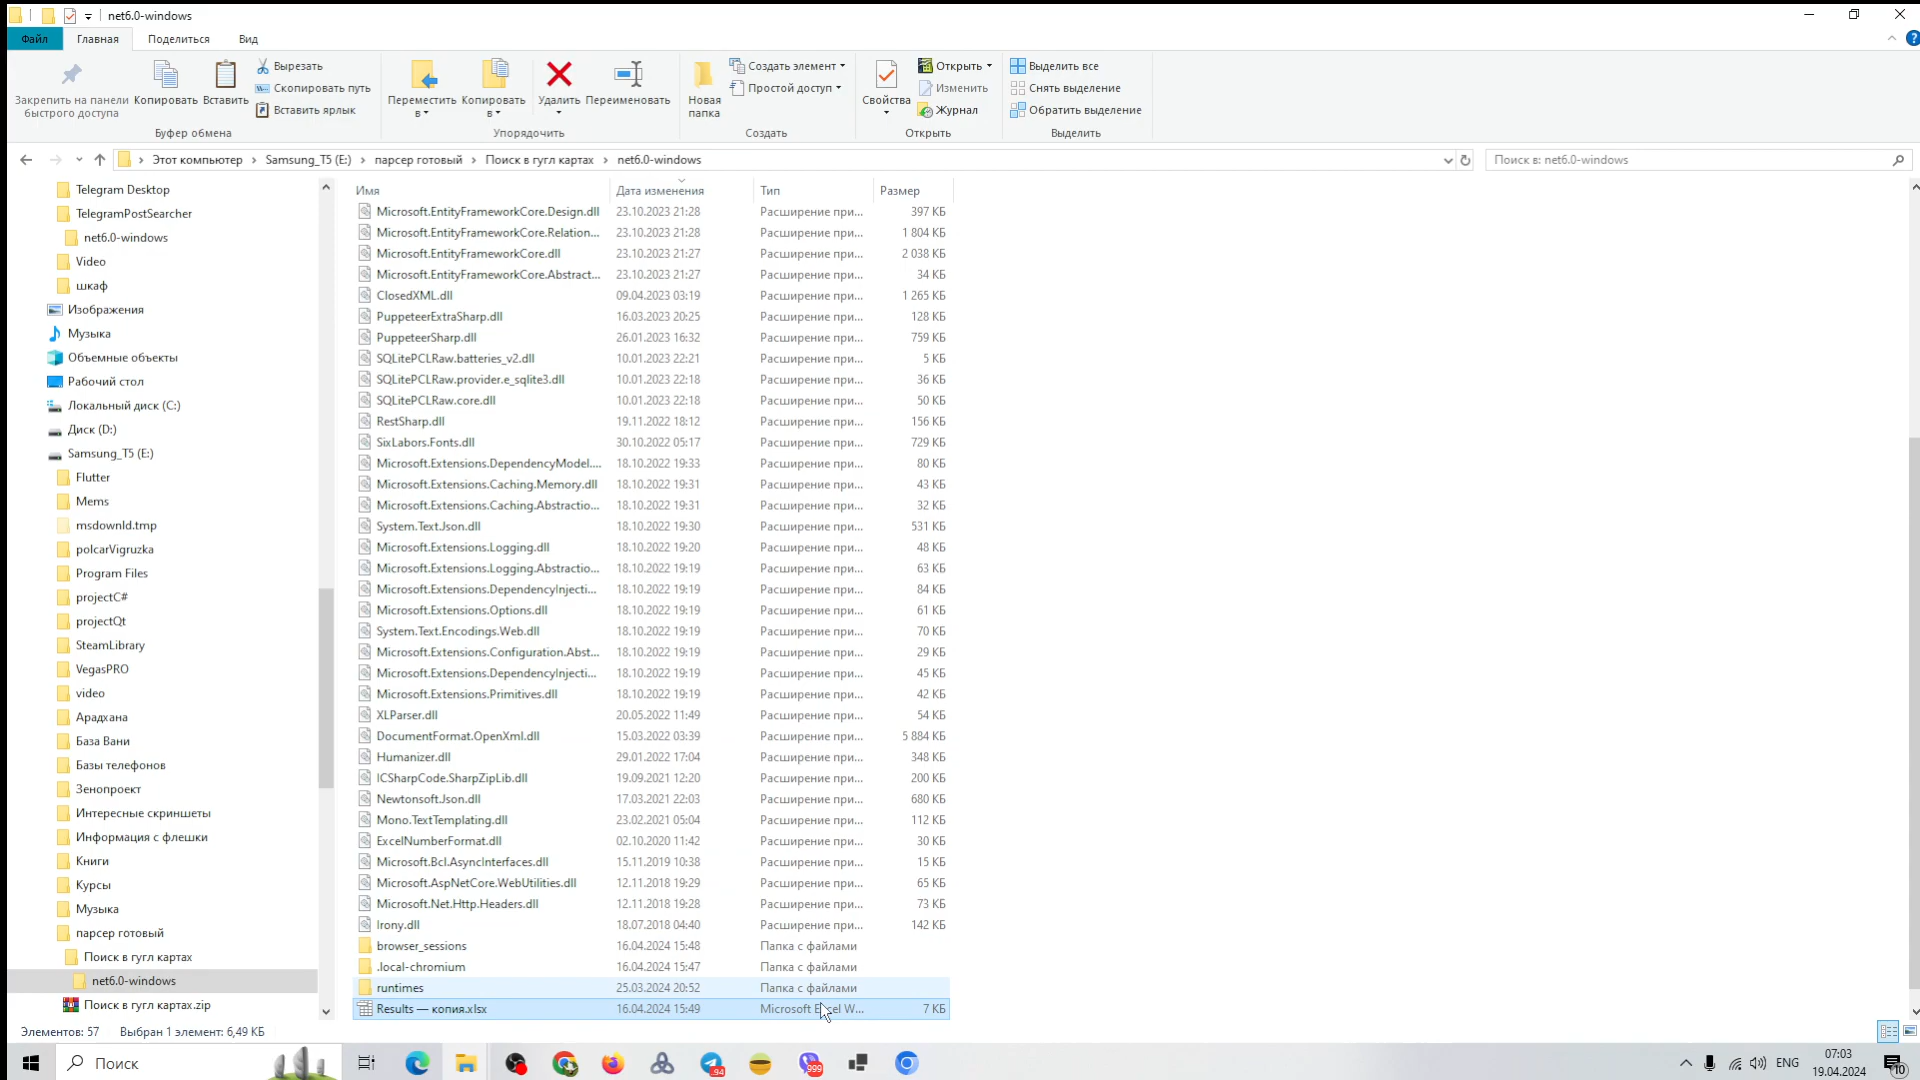 net6.0-windows
Файл Главная Поделиться Вид
Закрепить на панели быстрого доступа
Копировать
Вставить
Вырезать
Скопировать путь
Вставить ярлык
Буфер обмена
Переместить в
Копировать в
Удалить
Переименовать
Упорядочить
Новая папка
Создать элемент
Простой доступ
Создать
Свойства
Открыть
Изменить
Журнал
Открыть
Выделить все
Снять выделение
Обратить выделение
Выделить
Этот компьютер › Samsung_T5 (E:) › парсер готовый › Поиск в гугл картах › net6.0-windows
Поиск в: net6.0-windows
Telegram Desktop
TelegramPostSearcher
net6.0-windows
Video
шкаф
Изображения
Музыка
Объемные объекты
Рабочий стол
Локальный диск (C:)
Диск (D:)
Samsung_T5 (E:)
Flutter
Mems
msdownld.tmp
polcarVigruzka
Program Files
projectC#
projectQt
SteamLibrary
VegasPRO
video
Арадхана
База Вани
Базы телефонов
Зенопроект
Интересные скриншеты
Информация с флешки
Книги
Курсы
Музыка
парсер готовый
Поиск в гугл картах
net6.0-windows
Поиск в гугл картах.zip
Имя Дата изменения Тип Размер
Microsoft.EntityFrameworkCore.Design.dll 23.10.2023 21:28 Расширение при... 397 КБ
Microsoft.EntityFrameworkCore.Relation... 23.10.2023 21:28 Расширение при... 1 804 КБ
Microsoft.EntityFrameworkCore.dll 23.10.2023 21:27 Расширение при... 2 038 КБ
Microsoft.EntityFrameworkCore.Abstract... 23.10.2023 21:27 Расширение при... 34 КБ
ClosedXML.dll 09.04.2023 03:19 Расширение при... 1 265 КБ
PuppeteerExtraSharp.dll 16.03.2023 20:25 Расширение при... 128 КБ
PuppeteerSharp.dll 26.01.2023 16:32 Расширение при... 759 КБ
SQLitePCLRaw.batteries_v2.dll 10.01.2023 22:21 Расширение при... 5 КБ
SQLitePCLRaw.provider.e_sqlite3.dll 10.01.2023 22:18 Расширение при... 36 КБ
SQLitePCLRaw.core.dll 10.01.2023 22:18 Расширение при... 50 КБ
RestSharp.dll 19.11.2022 18:12 Расширение при... 156 КБ
SixLabors.Fonts.dll 30.10.2022 05:17 Расширение при... 729 КБ
Microsoft.Extensions.DependencyModel.... 18.10.2022 19:33 Расширение при... 80 КБ
Microsoft.Extensions.Caching.Memory.dll 18.10.2022 19:31 Расширение при... 43 КБ
Microsoft.Extensions.Caching.Abstractio... 18.10.2022 19:31 Расширение при... 32 КБ
System.Text.Json.dll 18.10.2022 19:30 Расширение при... 531 КБ
Microsoft.Extensions.Logging.dll 18.10.2022 19:20 Расширение при... 48 КБ
Microsoft.Extensions.Logging.Abstractio... 18.10.2022 19:19 Расширение при... 63 КБ
Microsoft.Extensions.DependencyInjecti... 18.10.2022 19:19 Расширение при... 84 КБ
Microsoft.Extensions.Options.dll 18.10.2022 19:19 Расширение при... 61 КБ
System.Text.Encodings.Web.dll 18.10.2022 19:19 Расширение при... 70 КБ
Microsoft.Extensions.Configuration.Abst... 18.10.2022 19:19 Расширение при... 29 КБ
Microsoft.Extensions.DependencyInjecti... 18.10.2022 19:19 Расширение при... 45 КБ
Microsoft.Extensions.Primitives.dll 18.10.2022 19:19 Расширение при... 42 КБ
XLParser.dll 20.05.2022 11:49 Расширение при... 54 КБ
DocumentFormat.OpenXml.dll 15.03.2022 03:39 Расширение при... 5 884 КБ
Humanizer.dll 29.01.2022 17:04 Расширение при... 348 КБ
ICSharpCode.SharpZipLib.dll 19.09.2021 12:20 Расширение при... 200 КБ
Newtonsoft.Json.dll 17.03.2021 22:03 Расширение при... 680 КБ
Mono.TextTemplating.dll 23.02.2021 05:04 Расширение при... 112 КБ
ExcelNumberFormat.dll 02.10.2020 11:42 Расширение при... 30 КБ
Microsoft.Bcl.AsyncInterfaces.dll 15.11.2019 10:38 Расширение при... 15 КБ
Microsoft.AspNetCore.WebUtilities.dll 12.11.2018 19:29 Расширение при... 65 КБ
Microsoft.Net.Http.Headers.dll 12.11.2018 19:28 Расширение при... 73 КБ
Irony.dll 18.07.2018 04:40 Расширение при... 142 КБ
browser_sessions 16.04.2024 15:48 Папка с файлами
.local-chromium 16.04.2024 15:47 Папка с файлами
runtimes 25.03.2024 20:52 Папка с файлами
Results — копия.xlsx 16.04.2024 15:49 Microsoft Excel W... 7 КБ
Элементов: 57 Выбран 1 элемент: 6,49 КБ
Поиск
94
999
ENG
07:03
19.04.2024
10